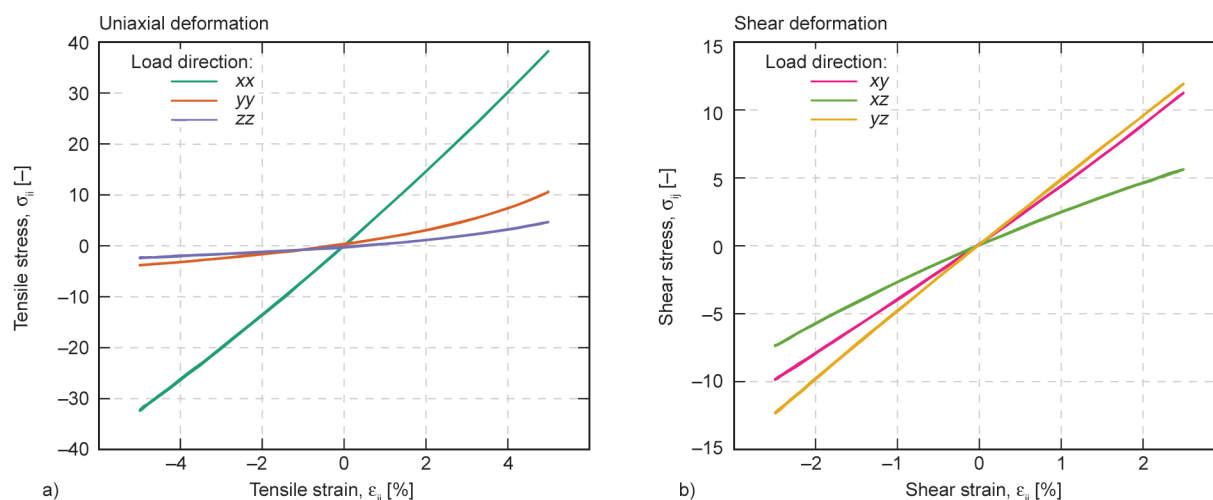 Uniaxial deformation
40
30
20
10
0
–10
–20
–30
–40
Tensile stress, σii [–]
Load direction:
xx
yy
zz
–4
–2
0
2
4
Tensile strain, εii [%]
a)
Shear deformation
15
10
5
0
–5
–10
–15
Shear stress, σij [–]
Load direction:
xy
xz
yz
–2
–1
0
1
2
Shear strain, εij [%]
b)